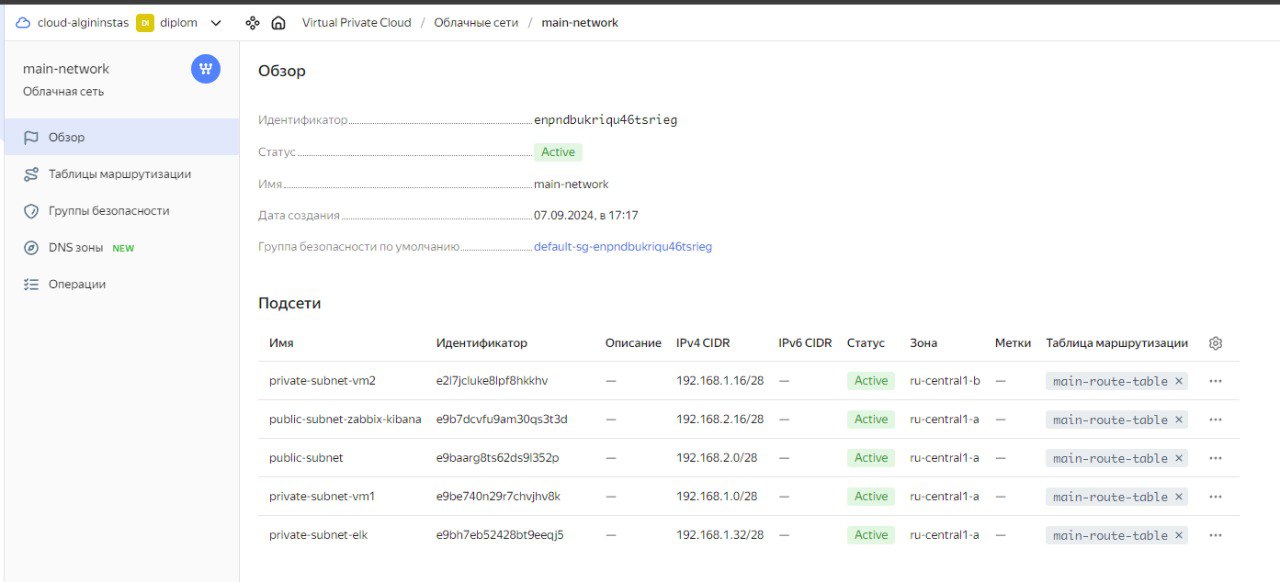 cloud-algininstas DI diplom Virtual Private Cloud / Облачные сети / main-network
main-network
Облачная сеть
Обзор
Таблицы маршрутизации
Группы безопасности
DNS зоны NEW
Операции
Обзор
Идентификатор enpndbukriqu46tsrieg
Статус Active
Имя main-network
Дата создания 07.09.2024, в 17:17
Группа безопасности по умолчанию default-sg-enpndbukriqu46tsrieg
Подсети
Имя Идентификатор Описание IPv4 CIDR IPv6 CIDR Статус Зона Метки Таблица маршрутизации
private-subnet-vm2 e2l7jcluke8lpf8hkkhv — 192.168.1.16/28 — Active ru-central1-b — main-route-table ×
public-subnet-zabbix-kibana e9b7dcvfu9am30qs3t3d — 192.168.2.16/28 — Active ru-central1-a — main-route-table ×
public-subnet e9baarg8ts62ds9l352p — 192.168.2.0/28 — Active ru-central1-a — main-route-table ×
private-subnet-vm1 e9be740n29r7chvjhv8k — 192.168.1.0/28 — Active ru-central1-a — main-route-table ×
private-subnet-elk e9bh7eb52428bt9eeqj5 — 192.168.1.32/28 — Active ru-central1-a — main-route-table ×